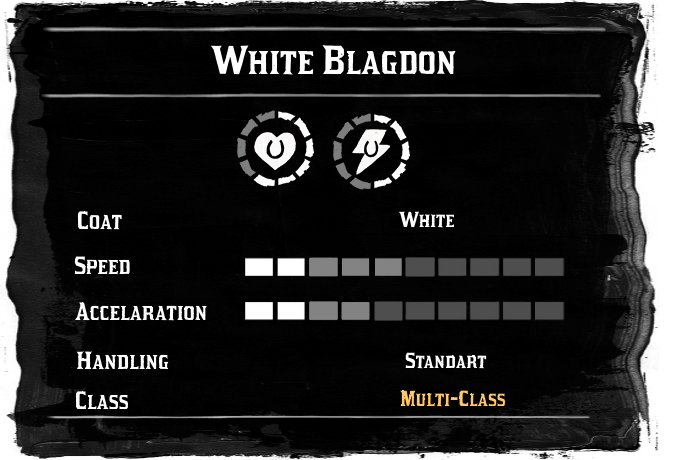 White Blagdon
Coat White
Speed
Accelaration
Handling Standart
Class Multi-Class